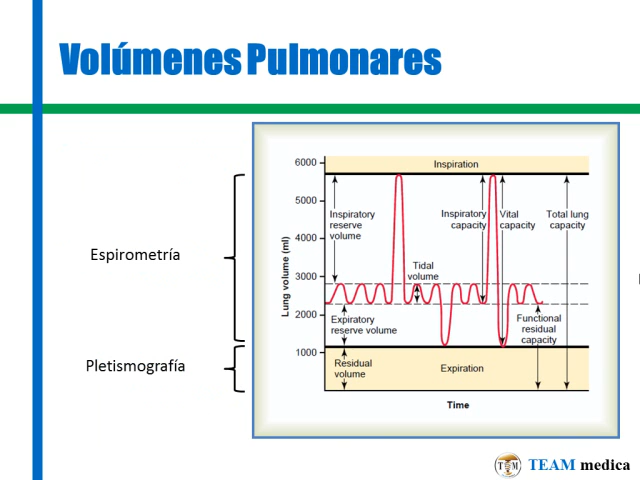 Volúmenes Pulmonares
Espirometría
Pletismografía
Lung volume (ml)
6000
5000
4000
3000
2000
1000
Inspiration
Inspiratory
reserve
volume
Inspiratory
capacity
Vital
capacity
Total lung
capacity
Tidal
volume
Expiratory
reserve volume
Functional
residual
capacity
Residual
volume
Expiration
Time
TEAM medica